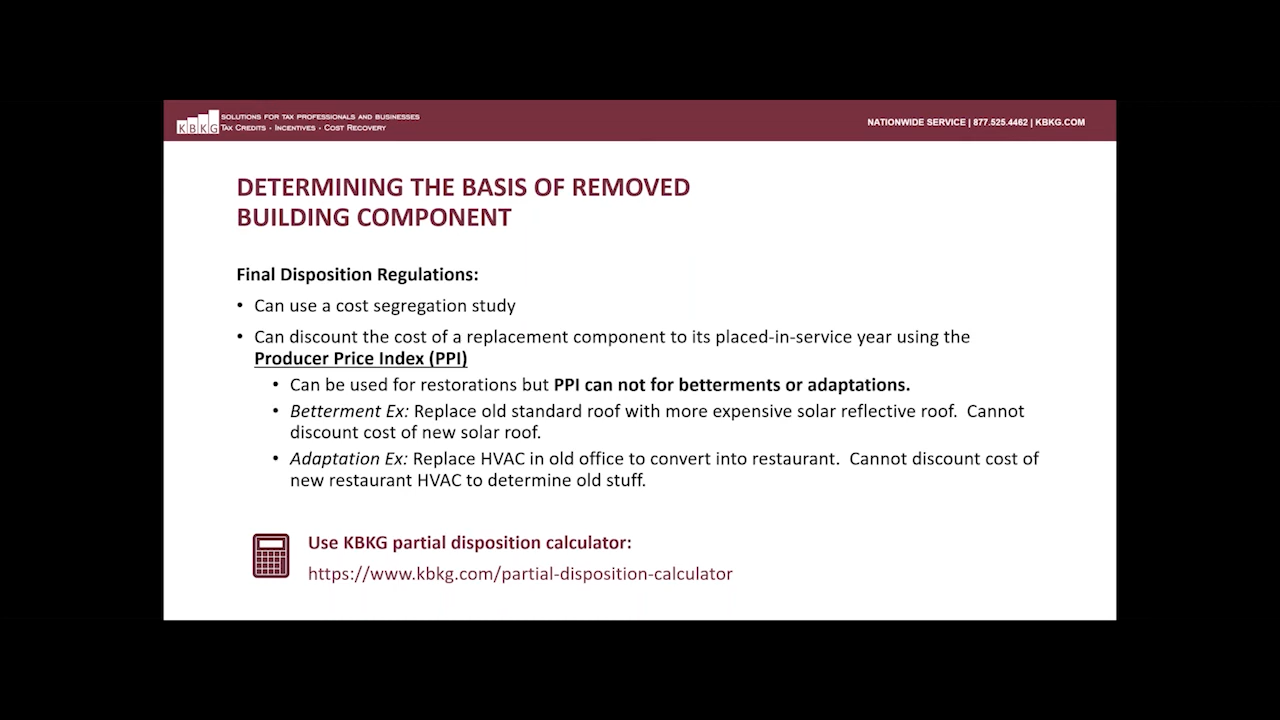 KBKG
SOLUTIONS FOR TAX PROFESSIONALS AND BUSINESSES
TAX CREDITS - INCENTIVES - COST RECOVERY
NATIONWIDE SERVICE | 877.525.4462 | KBKG.COM
DETERMINING THE BASIS OF REMOVED
BUILDING COMPONENT
Final Disposition Regulations:
• Can use a cost segregation study
• Can discount the cost of a replacement component to its placed-in-service year using the
Producer Price Index (PPI)
• Can be used for restorations but PPI can not for betterments or adaptations.
• Betterment Ex: Replace old standard roof with more expensive solar reflective roof.  Cannot
discount cost of new solar roof.
• Adaptation Ex: Replace HVAC in old office to convert into restaurant.  Cannot discount cost of
new restaurant HVAC to determine old stuff.
Use KBKG partial disposition calculator:
https://www.kbkg.com/partial-disposition-calculator